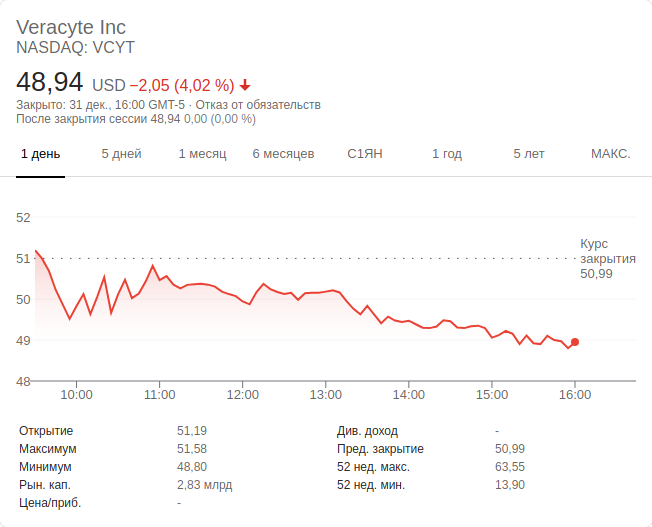 Veracyte Inc
NASDAQ: VCYT
48,94 USD −2,05 (4,02 %)
Закрыто: 31 дек., 16:00 GMT-5 · Отказ от обязательств
После закрытия сессии 48,94 0,00 (0,00 %)
1 день 5 дней 1 месяц 6 месяцев С1ЯН 1 год 5 лет МАКС.
52
51
50
49
48
Курс
закрытия
50,99
10:00 11:00 12:00 13:00 14:00 15:00 16:00
Открытие 51,19 Див. доход -
Максимум 51,58 Пред. закрытие 50,99
Минимум 48,80 52 нед. макс. 63,55
Рын. кап. 2,83 млрд 52 нед. мин. 13,90
Цена/приб. -